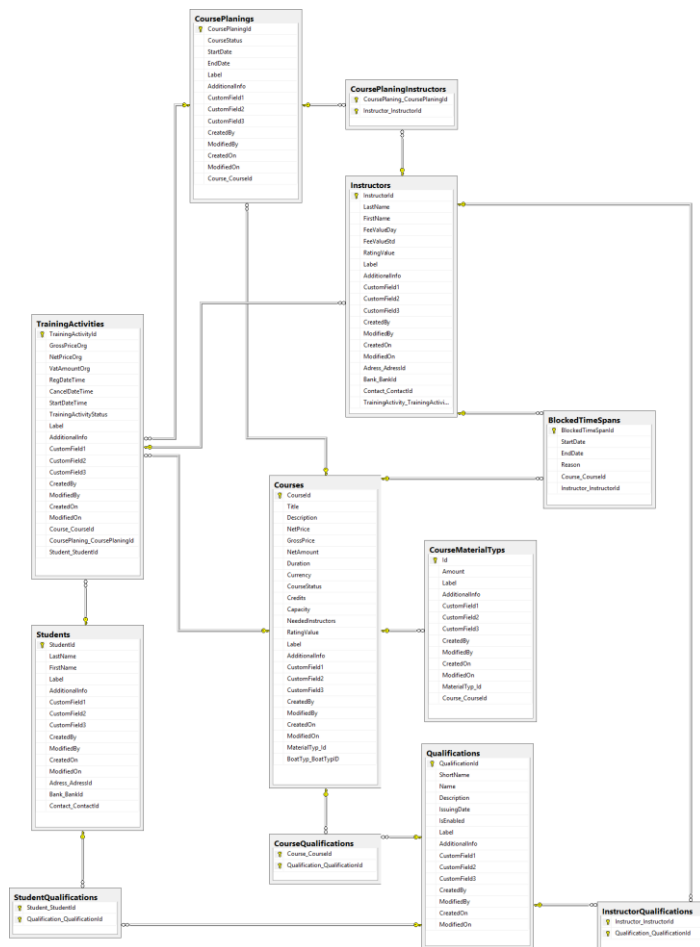 CoursePlanings
CoursePlaningId
CourseStatus
StartDate
EndDate
Label
AdditionalInfo
CustomField1
CustomField2
CustomField3
CreatedBy
ModifiedBy
CreatedOn
ModifiedOn
Course_CourseId
CoursePlaningInstructors
CoursePlaning_CoursePlaningId
Instructor_InstructorId
Instructors
InstructorId
LastName
FirstName
FeeValueDay
FeeValueStd
RatingValue
Label
AdditionalInfo
CustomField1
CustomField2
CustomField3
CreatedBy
ModifiedBy
CreatedOn
ModifiedOn
Adress_AdressId
Bank_BankId
Contact_ContactId
TrainingActivity_TrainingActivi...
TrainingActivities
TrainingActivityId
GrossPriceOrg
NetPriceOrg
VatAmountOrg
RegDateTime
CancelDateTime
StartDateTime
TrainingActivityStatus
Label
AdditionalInfo
CustomField1
CustomField2
CustomField3
CreatedBy
ModifiedBy
CreatedOn
ModifiedOn
Course_CourseId
CoursePlaning_CoursePlaningId
Student_StudentId
BlockedTimeSpans
BlockedTimeSpanId
StartDate
EndDate
Reason
Course_CourseId
Instructor_InstructorId
Courses
CourseId
Title
Description
NetPrice
GrossPrice
NetAmount
Duration
Currency
CourseStatus
Credits
Capacity
NeededInstructors
RatingValue
Label
AdditionalInfo
CustomField1
CustomField2
CustomField3
CreatedBy
ModifiedBy
CreatedOn
ModifiedOn
MaterialTyp_Id
BoatTyp_BoatTypID
CourseMaterialTyps
Id
Amount
Label
AdditionalInfo
CustomField1
CustomField2
CustomField3
CreatedBy
ModifiedBy
CreatedOn
ModifiedOn
MaterialTyp_Id
Course_CourseId
Students
StudentId
LastName
FirstName
Label
AdditionalInfo
CustomField1
CustomField2
CustomField3
CreatedBy
ModifiedBy
CreatedOn
ModifiedOn
Adress_AdressId
Bank_BankId
Contact_ContactId
Qualifications
QualificationId
ShortName
Name
Description
IssuingDate
IsEnabled
Label
AdditionalInfo
CustomField1
CustomField2
CustomField3
CreatedBy
ModifiedBy
CreatedOn
ModifiedOn
CourseQualifications
Course_CourseId
Qualification_QualificationId
StudentQualifications
Student_StudentId
Qualification_QualificationId
InstructorQualifications
Instructor_InstructorId
Qualification_QualificationId